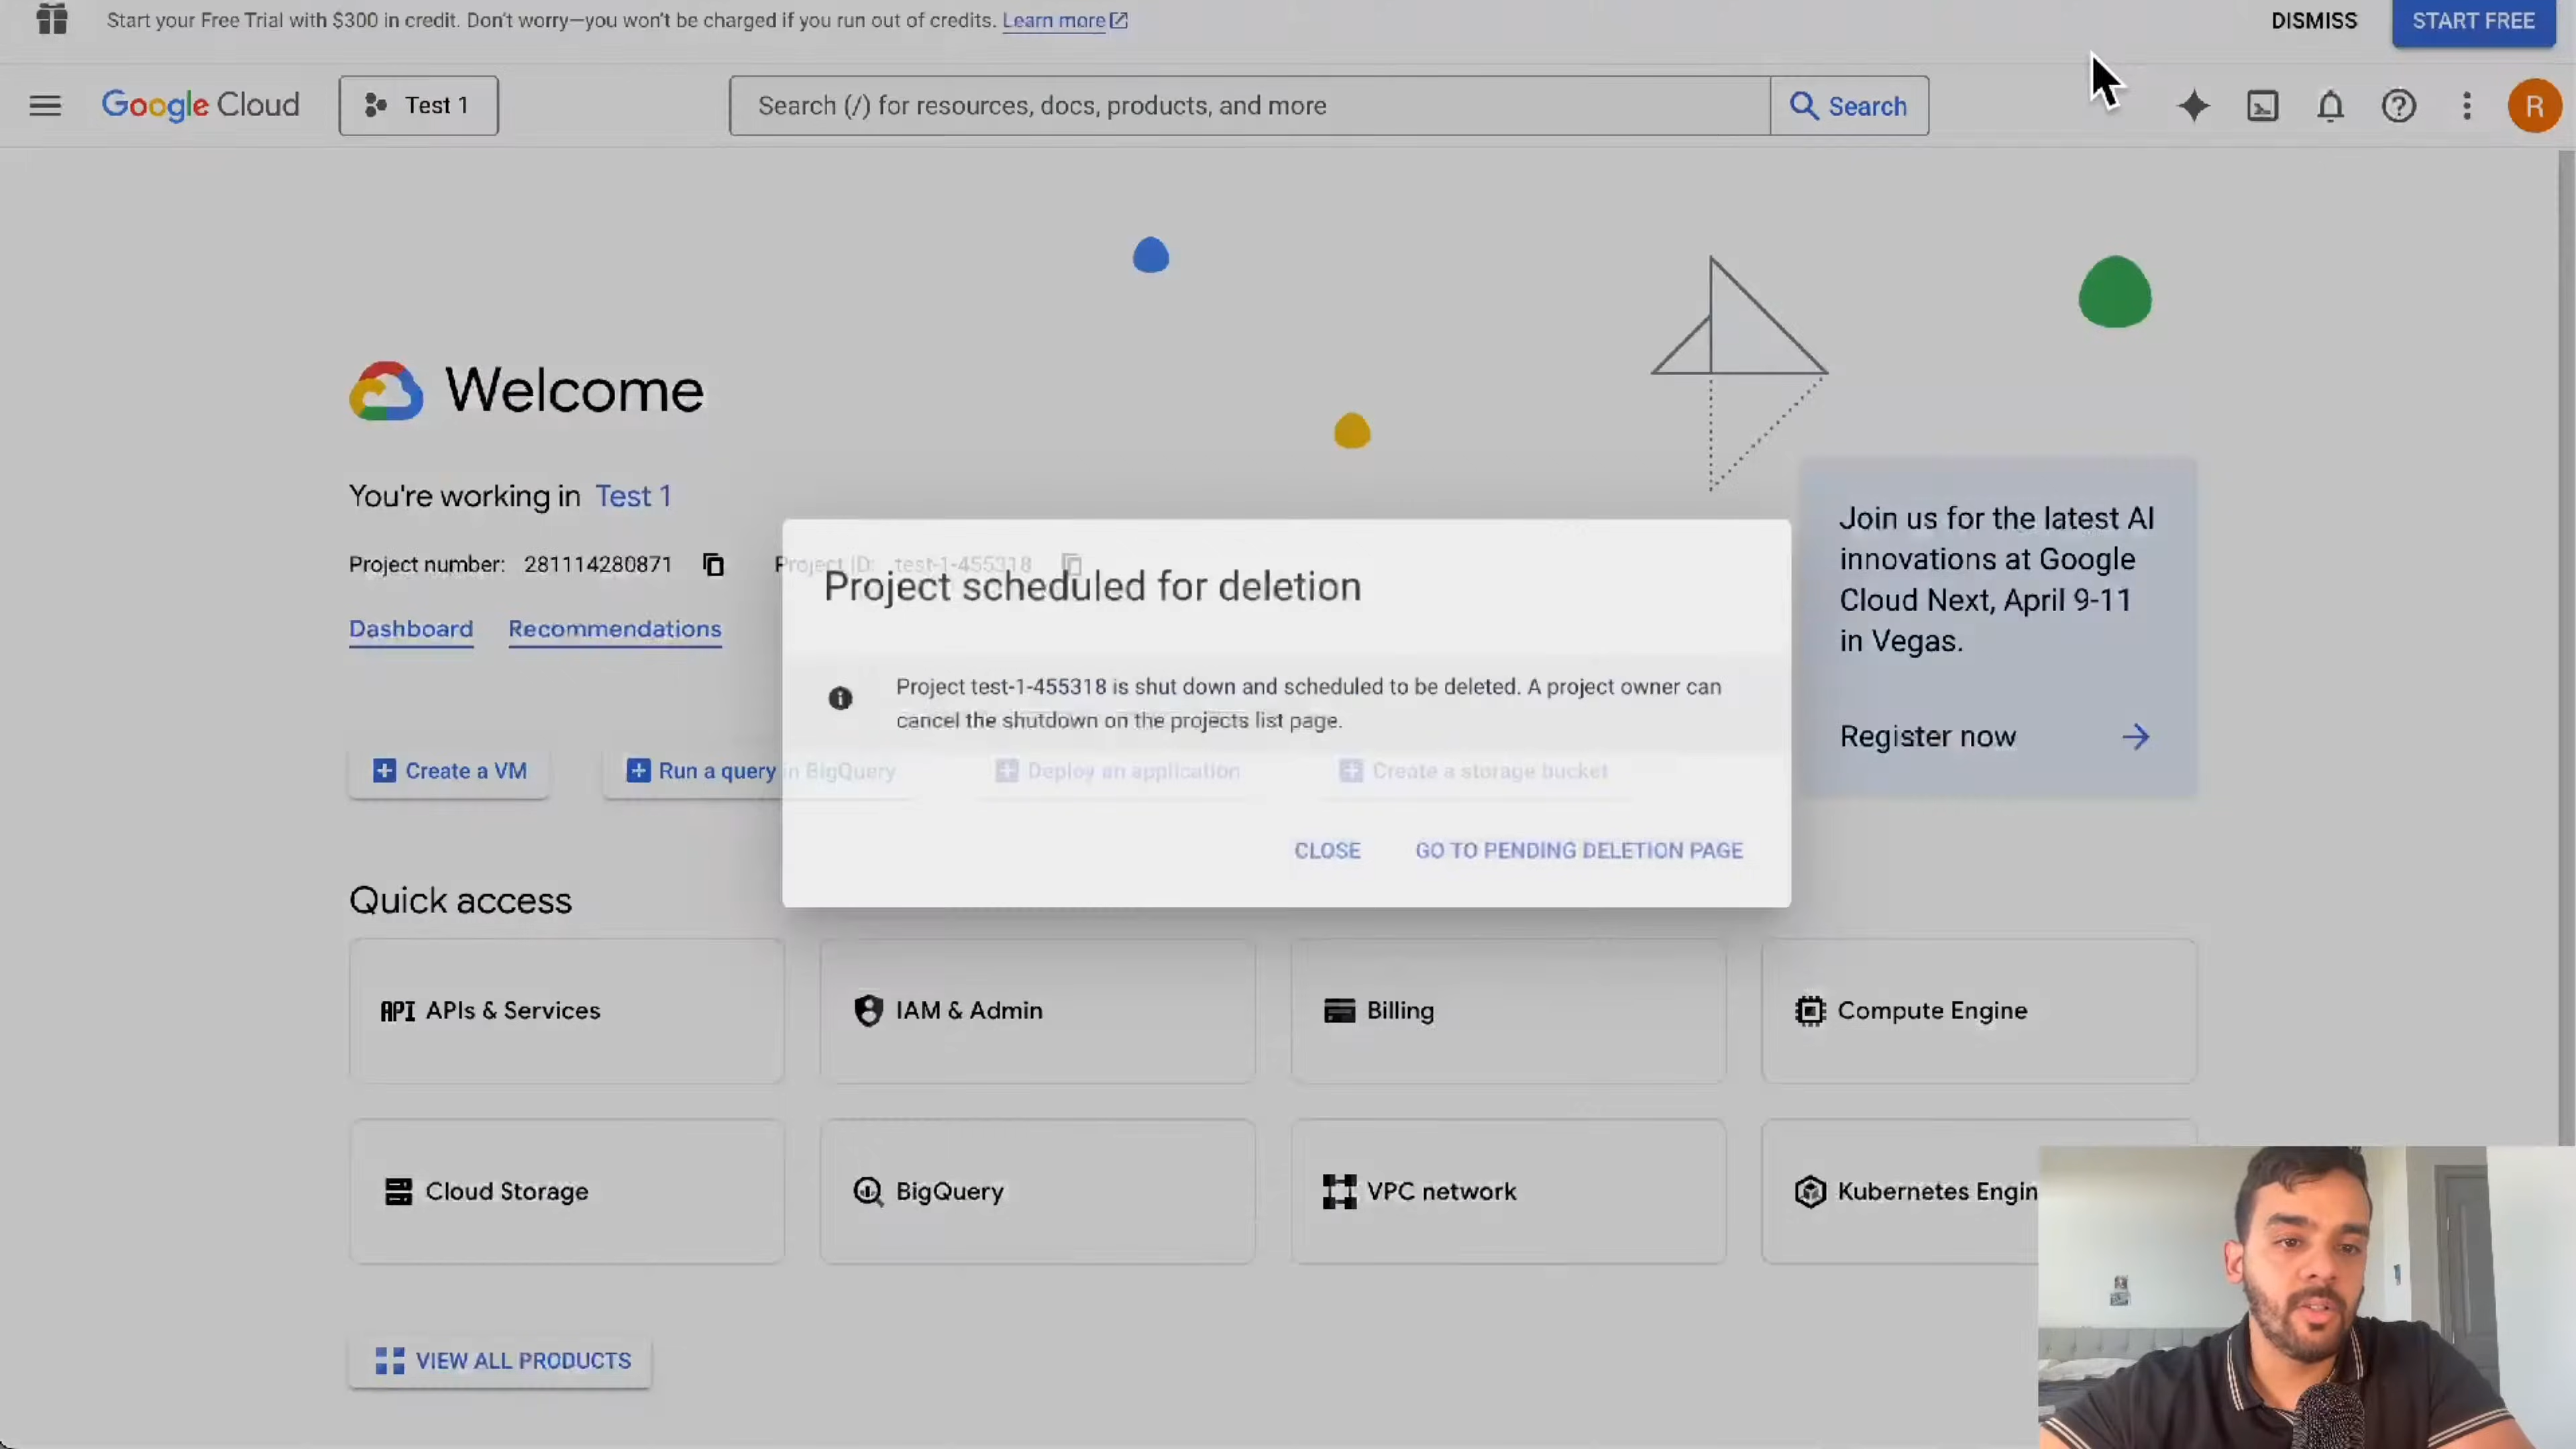 Start your Free Trial with $300 in credit. Don't worry—you won't be charged if you run out of credits. Learn more
DISMISS
START FREE
Google Cloud
Test 1
Search (/) for resources, docs, products, and more
Search
R
Welcome
You're working in Test 1
Project number: 281114280871
Project ID: test-1-455318
Dashboard
Recommendations
Project scheduled for deletion
Project test-1-455318 is shut down and scheduled to be deleted. A project owner can
cancel the shutdown on the projects list page.
Create a VM
Run a query in BigQuery
Deploy an application
Create a storage bucket
CLOSE
GO TO PENDING DELETION PAGE
Join us for the latest AI
innovations at Google
Cloud Next, April 9-11
in Vegas.
Register now
Quick access
API APIs & Services
IAM & Admin
Billing
Compute Engine
Cloud Storage
BigQuery
VPC network
Kubernetes Engin
VIEW ALL PRODUCTS